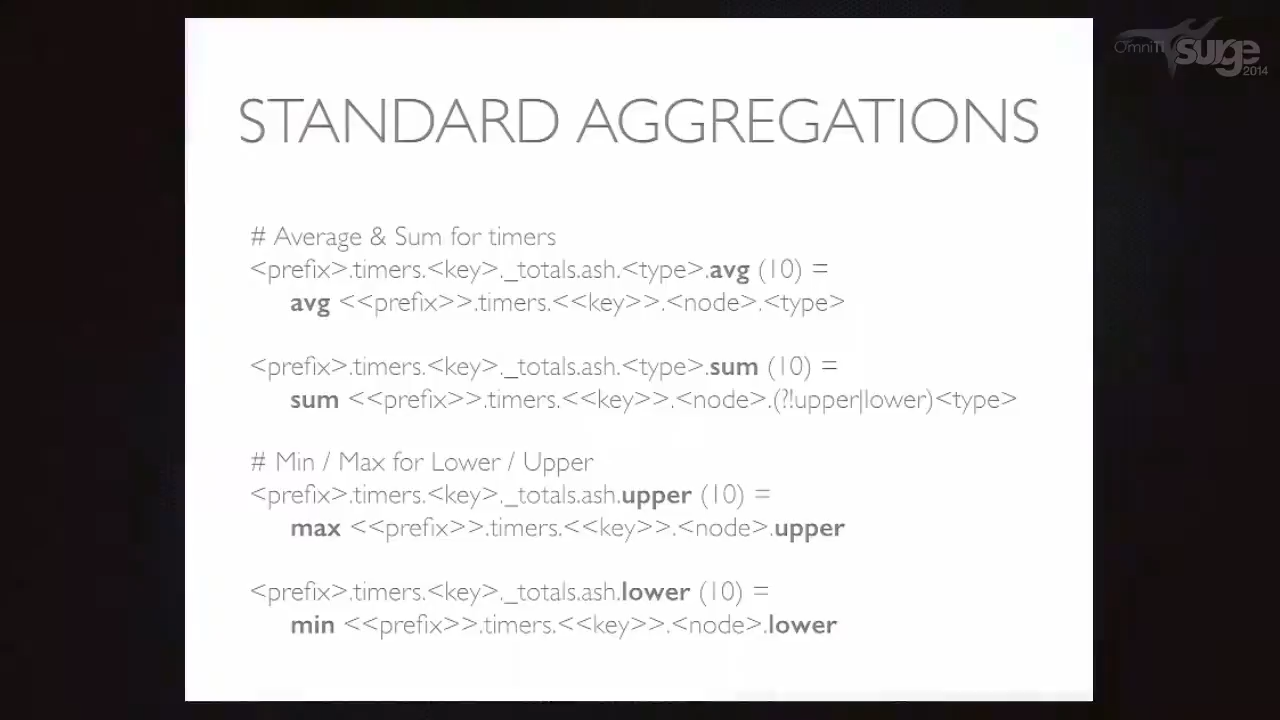 OmniTI surge 2014
STANDARD AGGREGATIONS
# Average & Sum for timers
<prefix>.timers.<key>._totals.ash.<type>.avg (10) =
avg <<prefix>>.timers.<<key>>.<node>.<type>
<prefix>.timers.<key>._totals.ash.<type>.sum (10) =
sum <<prefix>>.timers.<<key>>.<node>.(?!upper|lower)<type>
# Min / Max for Lower / Upper
<prefix>.timers.<key>._totals.ash.upper (10) =
max <<prefix>>.timers.<<key>>.<node>.upper
<prefix>.timers.<key>._totals.ash.lower (10) =
min <<prefix>>.timers.<<key>>.<node>.lower